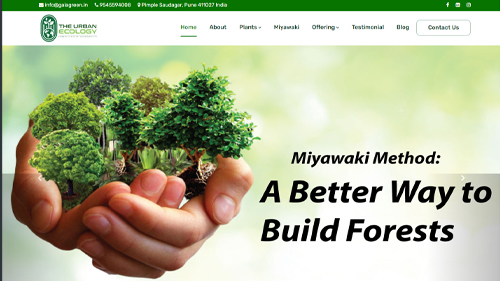 info@gaiagreen.in 9545594088 Pimple Saudagar, Pune 411027 India
THE URBAN
ECOLOGY
Home About Plants Miyawaki Offering Testimonial Blog Contact Us
Miyawaki Method:
A Better Way to
Build Forests